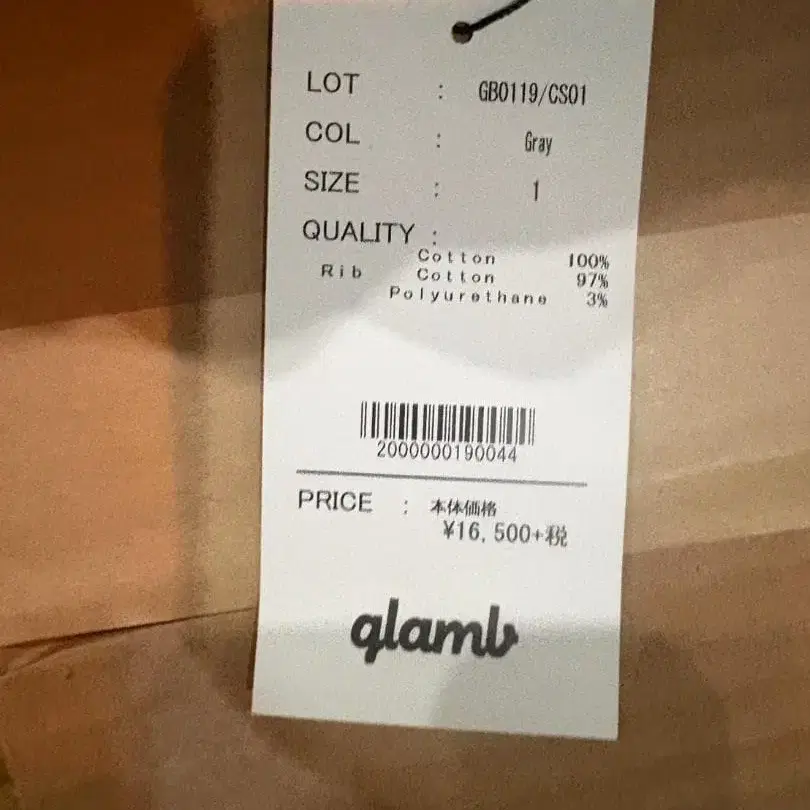 LOT : GB0119/CS01
COL : Gray
SIZE : 1
QUALITY :
Cotton 100%
Rib Cotton 97%
Polyurethane 3%
2000000190044
PRICE : 本体価格
¥16,500+税
glamb